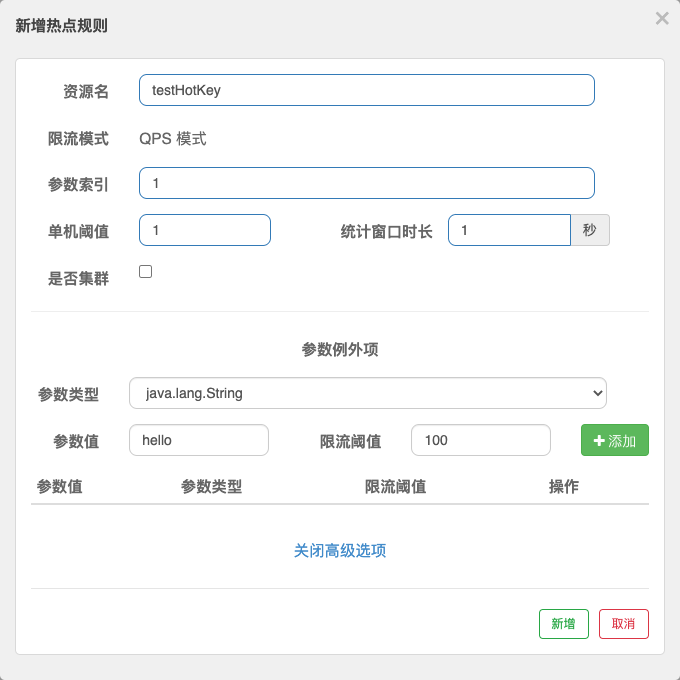 新增热点规则 ×
资源名 testHotKey
限流模式 QPS 模式
参数索引 1
单机阈值 1 统计窗口时长 1 秒
是否集群
参数例外项
参数类型 java.lang.String
参数值 hello 限流阈值 100 +添加
参数值 参数类型 限流阈值 操作
关闭高级选项
新增 取消